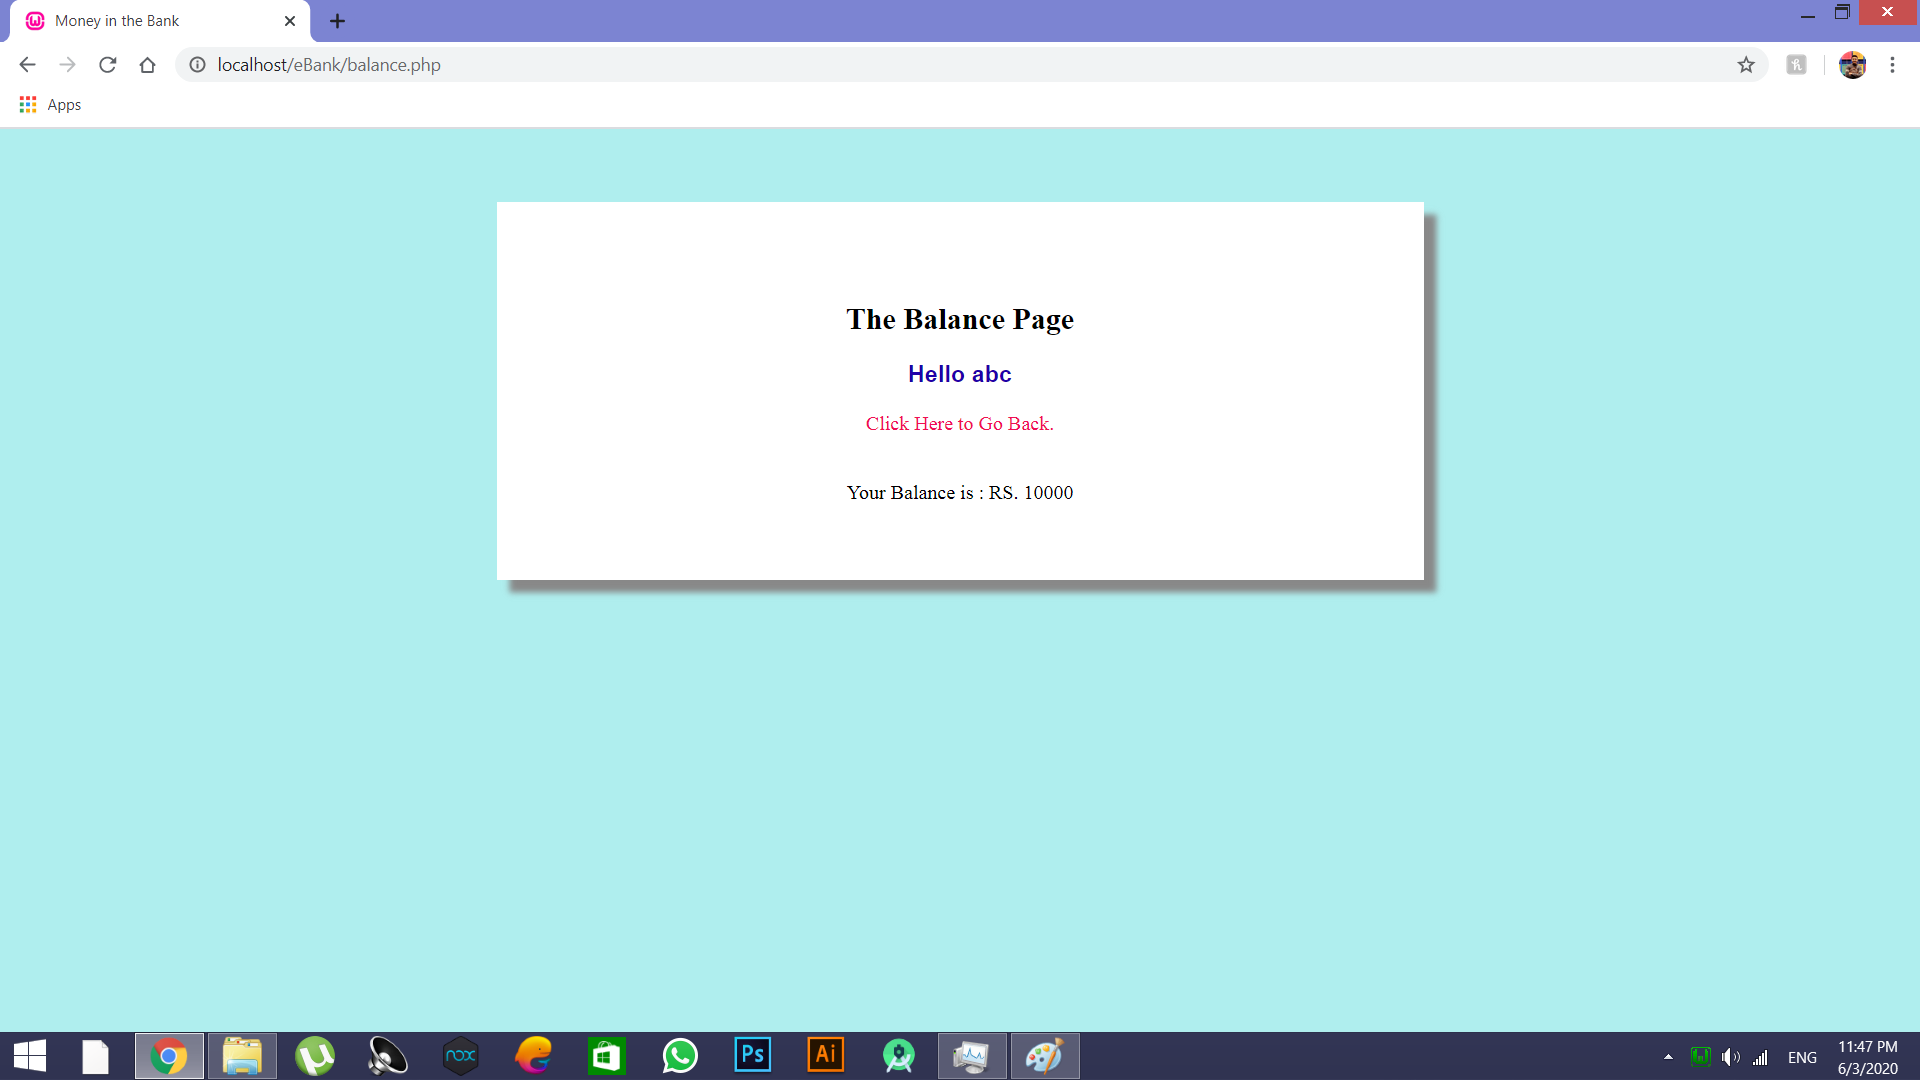 Money in the Bank
localhost/eBank/balance.php
Apps
The Balance Page
Hello abc
Click Here to Go Back.
Your Balance is : RS. 10000
nox
Ps
Ai
ENG
11:47 PM
6/3/2020